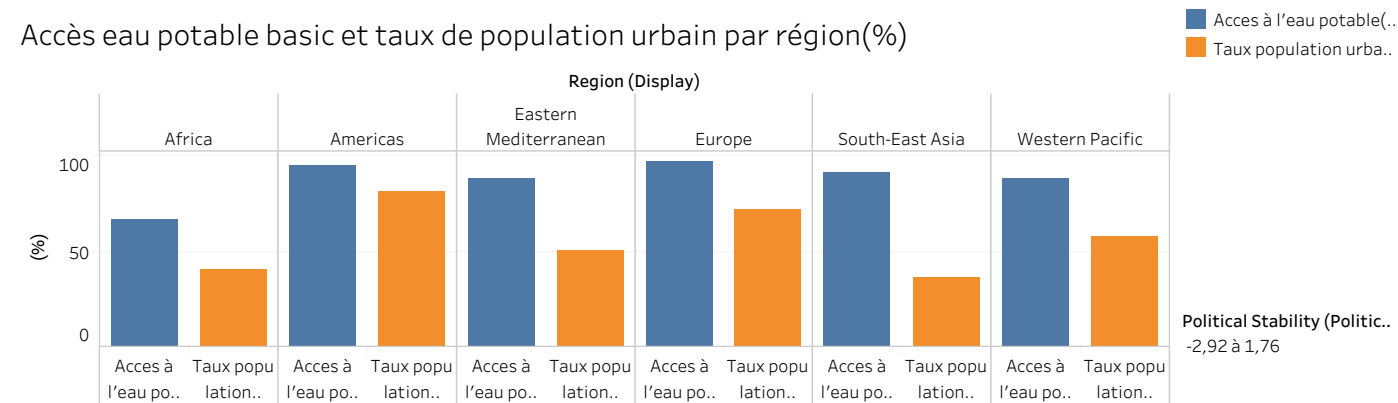 Accès eau potable basic et taux de population urbain par région(%)
Acces à l'eau potable(..
Taux population urba..
Region (Display)
Africa
Americas
Eastern
Mediterranean
Europe
South-East Asia
Western Pacific
100
50
0
(%)
Acces à
l'eau po..
Taux popu
lation..
Acces à
l'eau po..
Taux popu
lation..
Acces à
l'eau po..
Taux popu
lation..
Acces à
l'eau po..
Taux popu
lation..
Acces à
l'eau po..
Taux popu
lation..
Acces à
l'eau po..
Taux popu
lation..
Political Stability (Politic..
-2,92 à 1,76